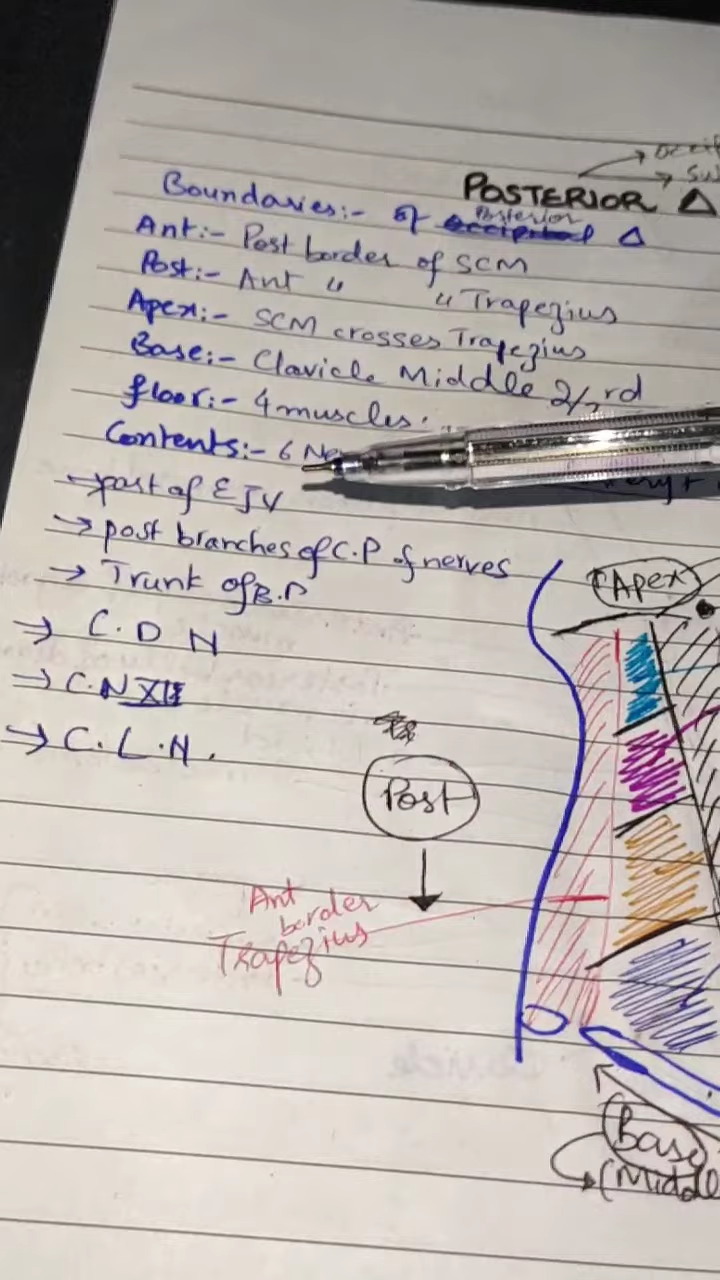 POSTERIOR Δ
Boundaries:- of Posterior Δ
Ant:- Post border of SCM
Post:- Ant " " Trapezius
Apex:- SCM crosses Trapezius
Base:- Clavicle Middle 2/3rd
floor:- 4 muscles
Contents:- 6
→ part of EJV
→ post branches of C.P of nerves
→ Trunk of B.P
→ C.D N
→ C.N XII
→ C.L.N.
Apex
Post
Ant
border
Trapezius
Base
(Middle